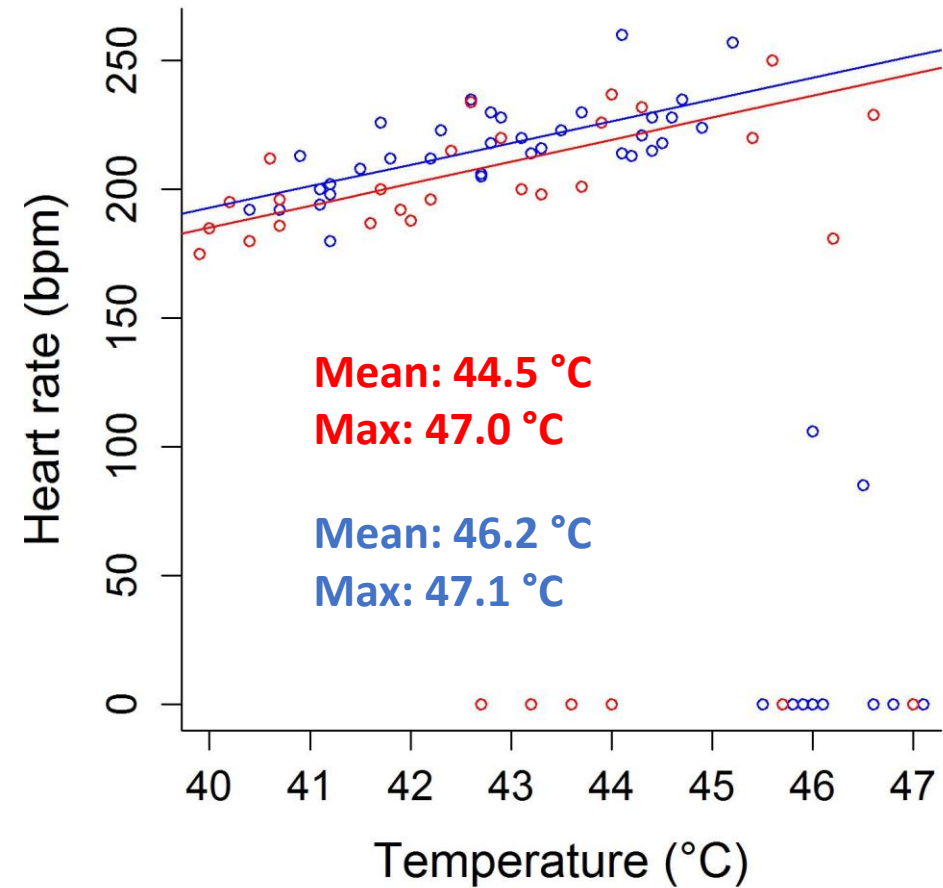 Heart rate (bpm)
250
200
150
100
50
0
Mean: 44.5 °C
Max: 47.0 °C
Mean: 46.2 °C
Max: 47.1 °C
40 41 42 43 44 45 46 47
Temperature (°C)